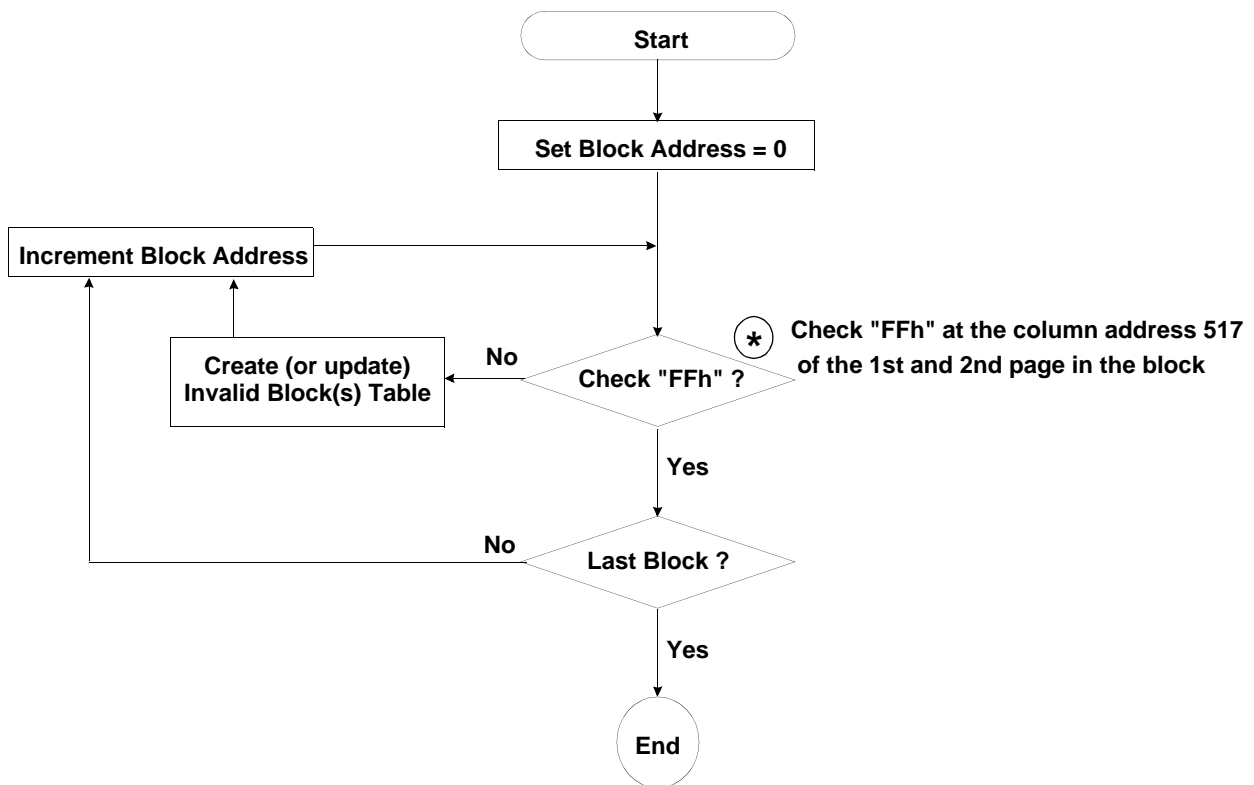 Start
Set Block Address = 0
Increment Block Address
*
Check "FFh" at the column address 517
of the 1st and 2nd page in the block
No
Create (or update)
Invalid Block(s) Table
Check "FFh" ?
Yes
No
Last Block ?
Yes
End